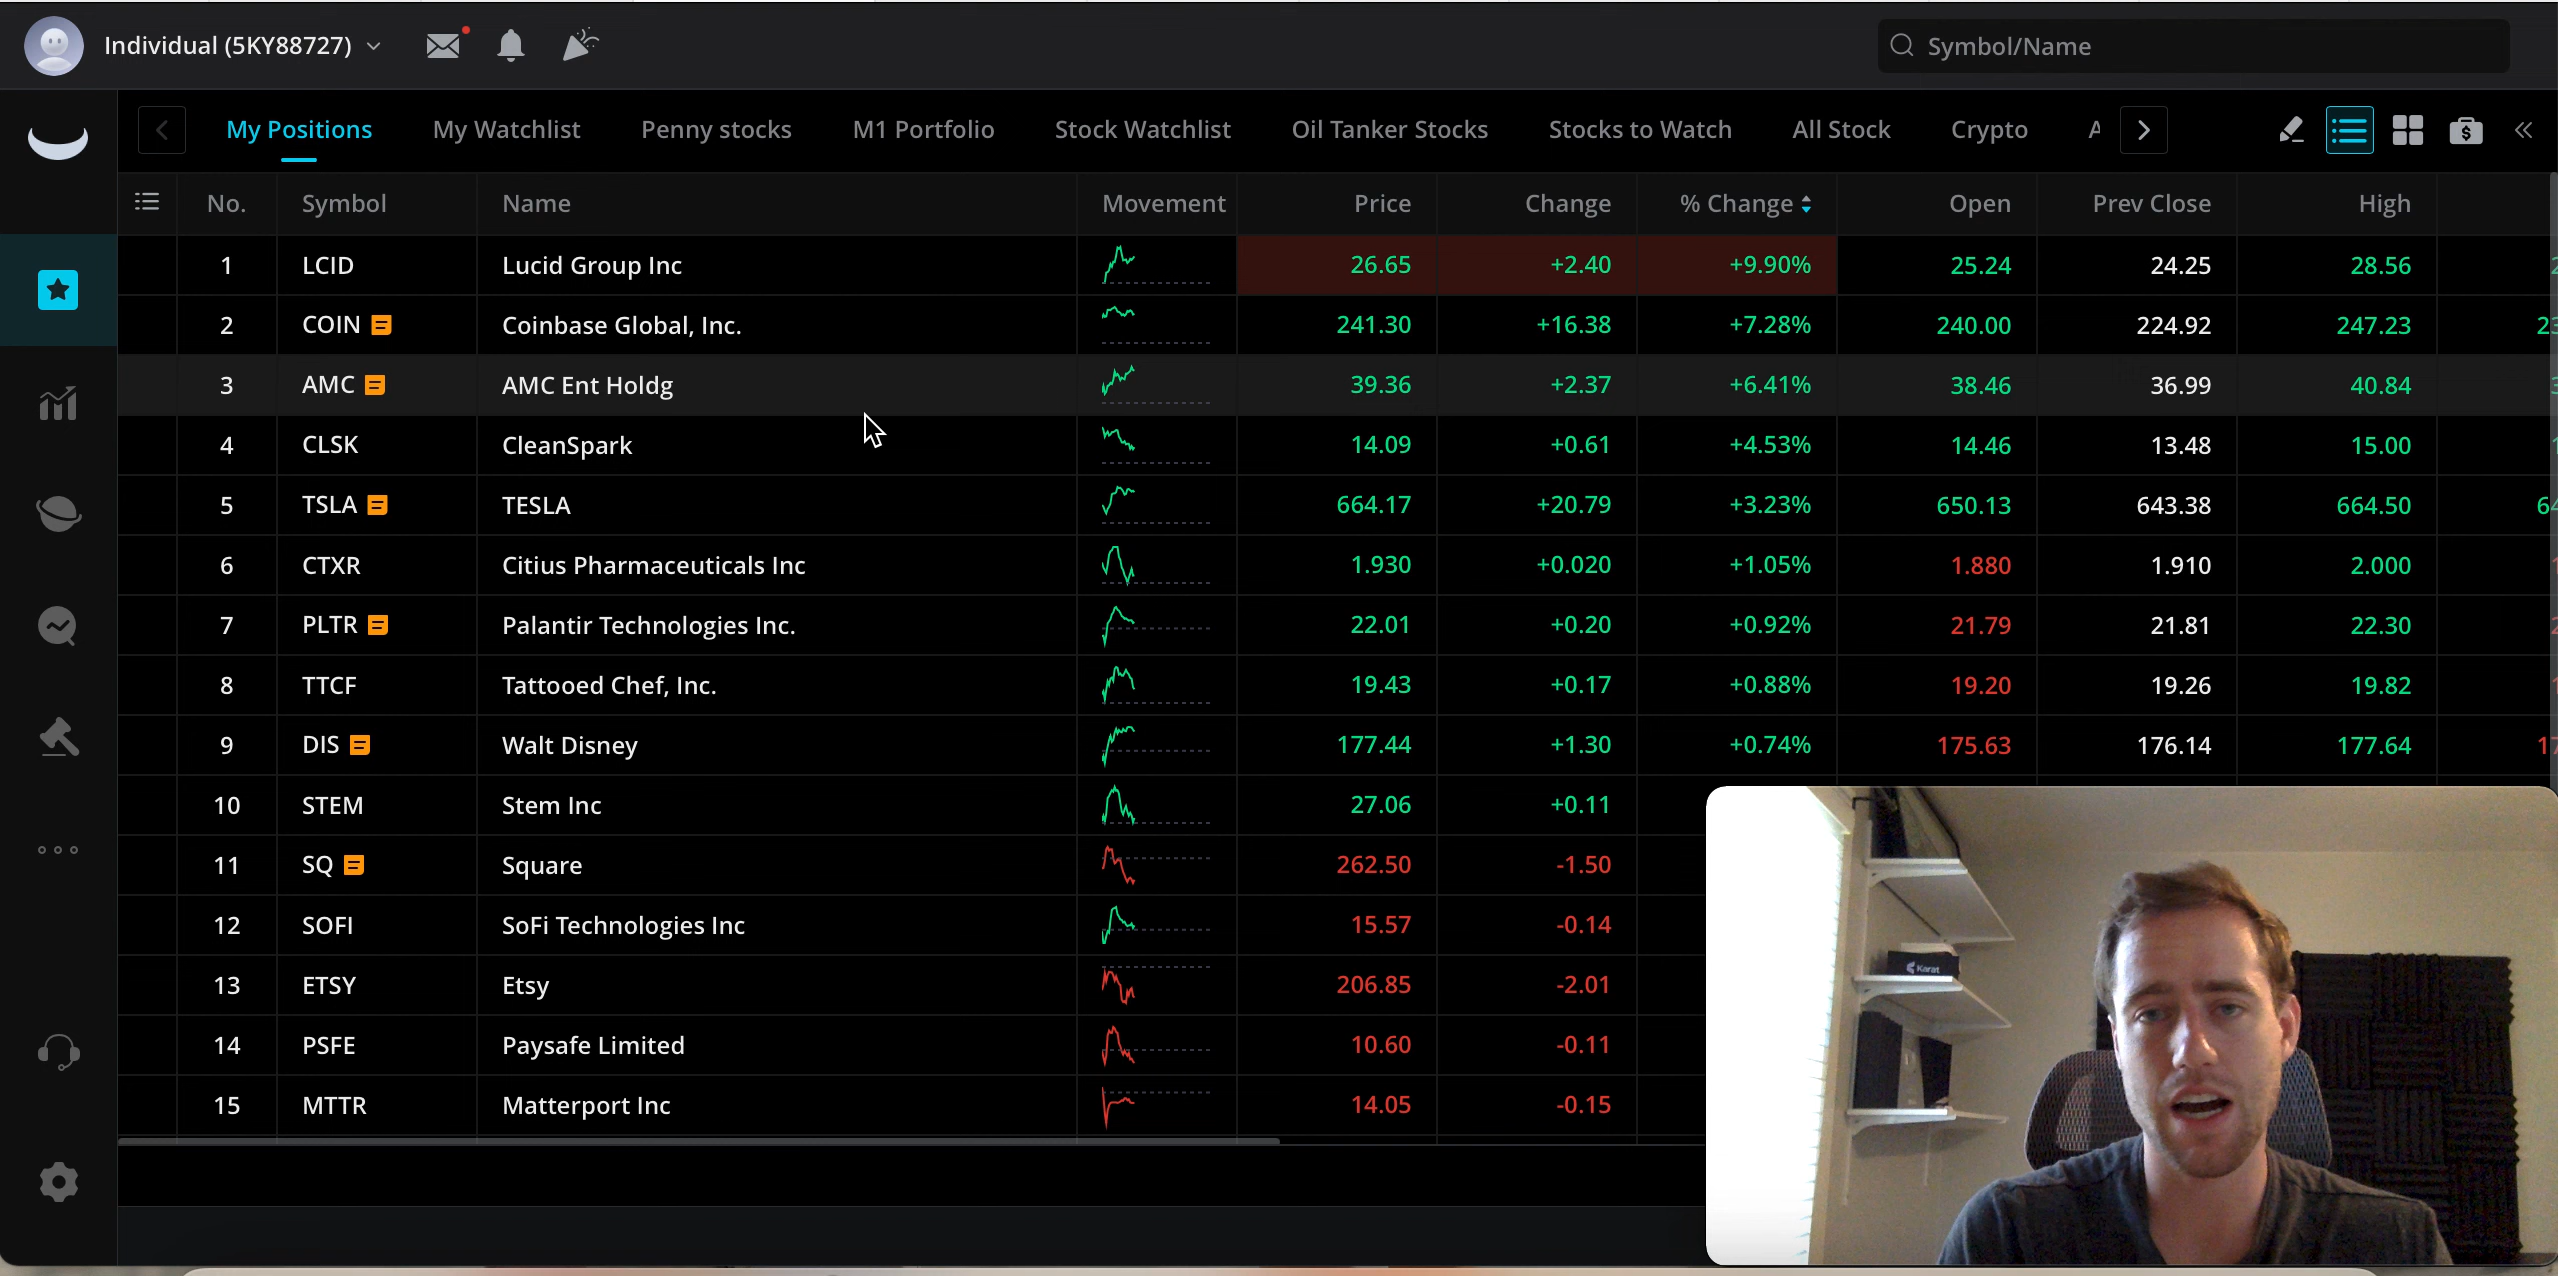 Individual (5KY88727)
Symbol/Name
My Positions My Watchlist Penny stocks M1 Portfolio Stock Watchlist Oil Tanker Stocks Stocks to Watch All Stock Crypto
No. Symbol Name Movement Price Change % Change Open Prev Close High
1 LCID Lucid Group Inc 26.65 +2.40 +9.90% 25.24 24.25 28.56
2 COIN Coinbase Global, Inc. 241.30 +16.38 +7.28% 240.00 224.92 247.23
3 AMC AMC Ent Holdg 39.36 +2.37 +6.41% 38.46 36.99 40.84
4 CLSK CleanSpark 14.09 +0.61 +4.53% 14.46 13.48 15.00
5 TSLA TESLA 664.17 +20.79 +3.23% 650.13 643.38 664.50
6 CTXR Citius Pharmaceuticals Inc 1.930 +0.020 +1.05% 1.880 1.910 2.000
7 PLTR Palantir Technologies Inc. 22.01 +0.20 +0.92% 21.79 21.81 22.30
8 TTCF Tattooed Chef, Inc. 19.43 +0.17 +0.88% 19.20 19.26 19.82
9 DIS Walt Disney 177.44 +1.30 +0.74% 175.63 176.14 177.64
10 STEM Stem Inc 27.06 +0.11
11 SQ Square 262.50 -1.50
12 SOFI SoFi Technologies Inc 15.57 -0.14
13 ETSY Etsy 206.85 -2.01
14 PSFE Paysafe Limited 10.60 -0.11
15 MTTR Matterport Inc 14.05 -0.15
Karat